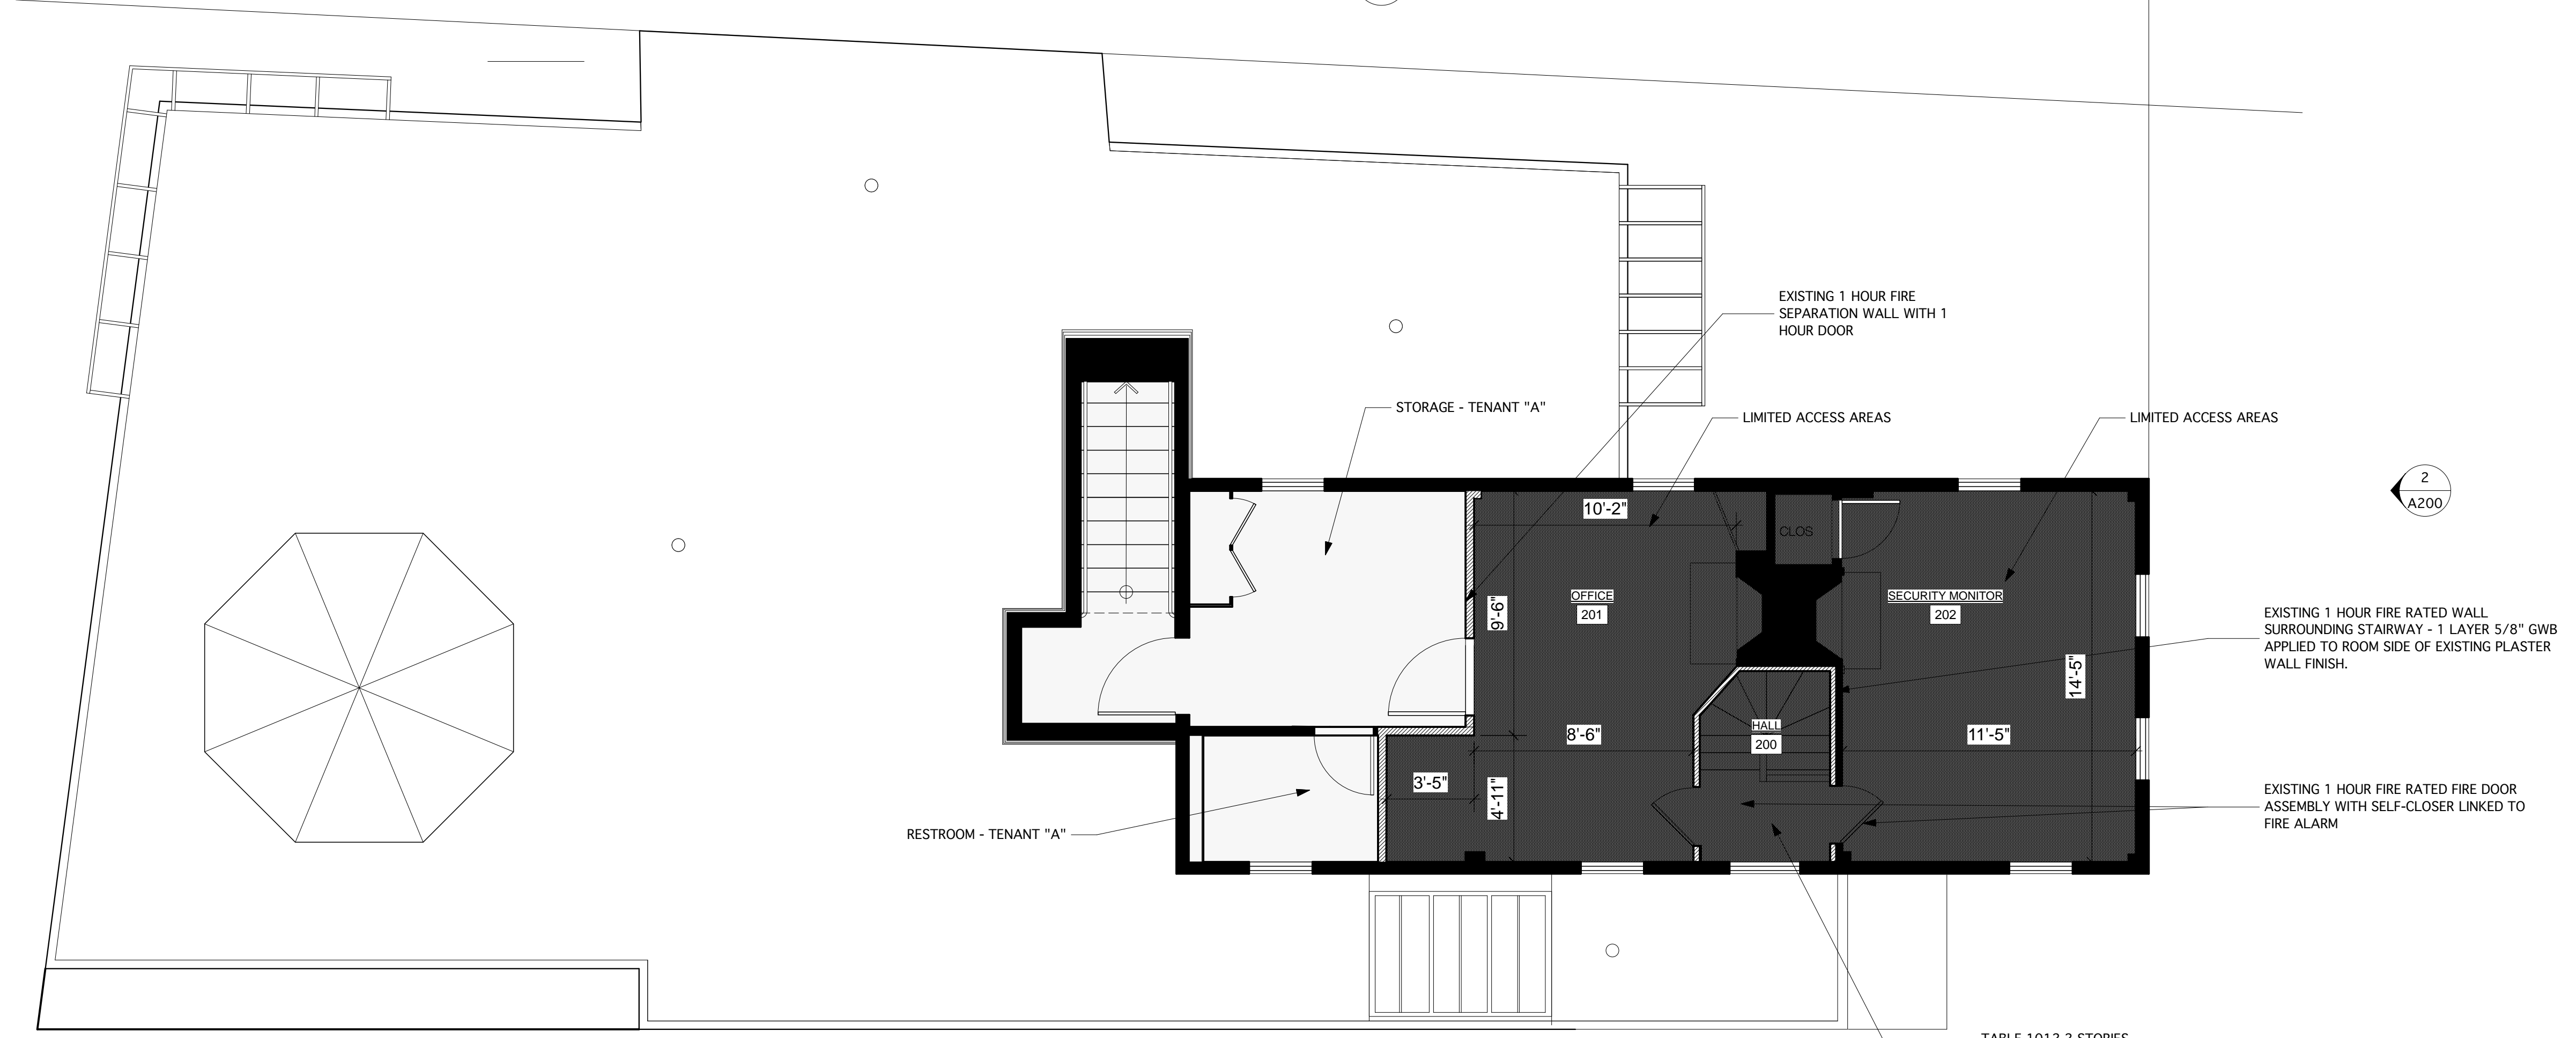 EXISTING 1 HOUR FIRE
SEPARATION WALL WITH 1
HOUR DOOR
STORAGE - TENANT "A"
LIMITED ACCESS AREAS
LIMITED ACCESS AREAS
2
A200
10'-2"
CLOS
OFFICE
201
9'-6"
SECURITY MONITOR
202
EXISTING 1 HOUR FIRE RATED WALL
SURROUNDING STAIRWAY - 1 LAYER 5/8" GWB
APPLIED TO ROOM SIDE OF EXISTING PLASTER
WALL FINISH.
14'-5"
8'-6"
HALL
200
11'-5"
3'-5"
4'-11"
EXISTING 1 HOUR FIRE RATED FIRE DOOR
ASSEMBLY WITH SELF-CLOSER LINKED TO
FIRE ALARM
RESTROOM - TENANT "A"
STORIES